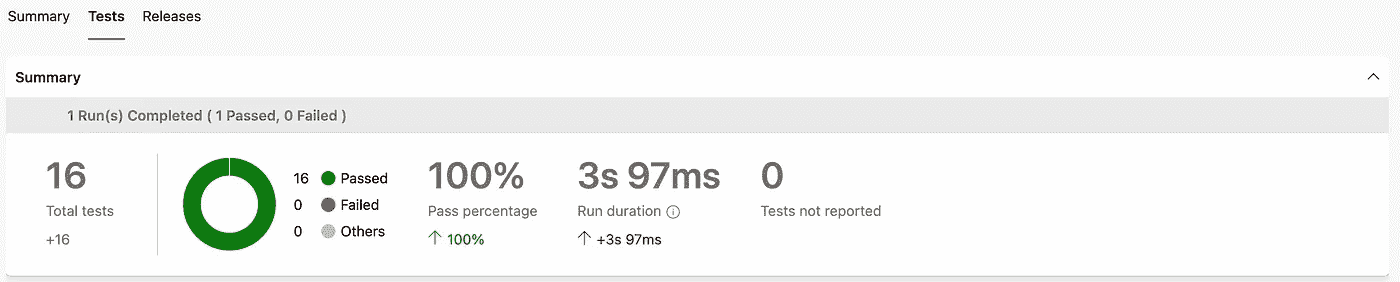 Summary Tests Releases
Summary
1 Run(s) Completed ( 1 Passed, 0 Failed )
16
Total tests
+16
16 Passed
0 Failed
0 Others
100%
Pass percentage
↑ 100%
3s 97ms
Run duration
↑ +3s 97ms
0
Tests not reported